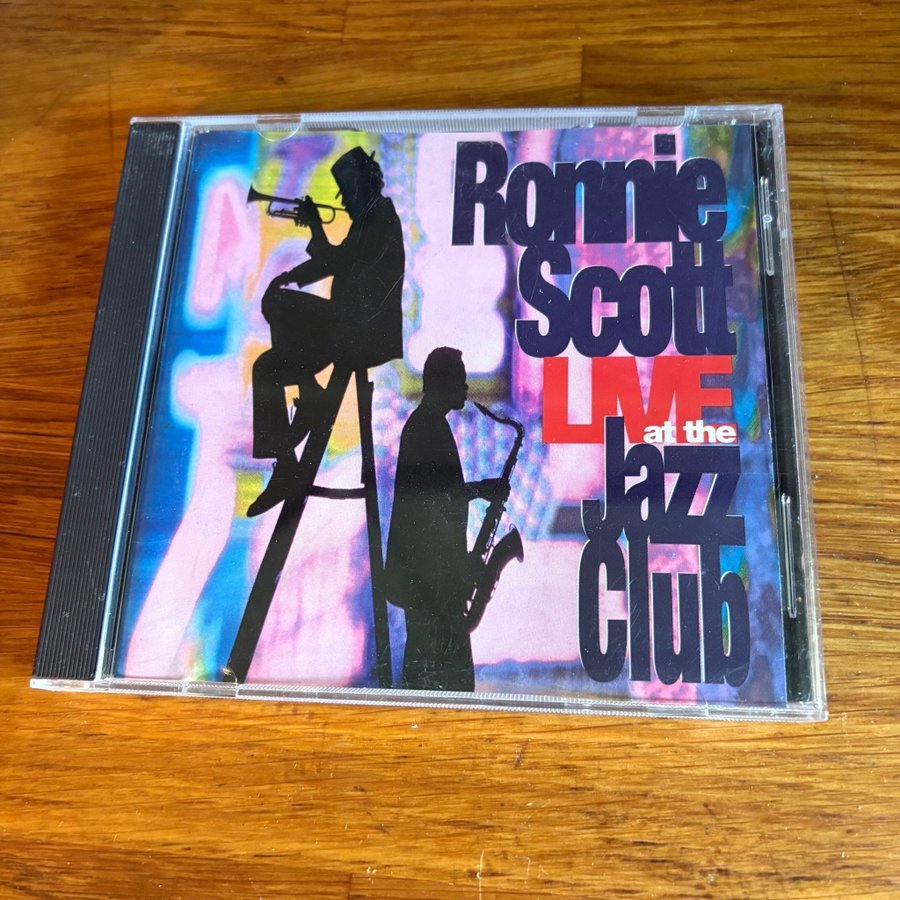 Ronnie
Scott
LIVE
at the
Jazz
Club